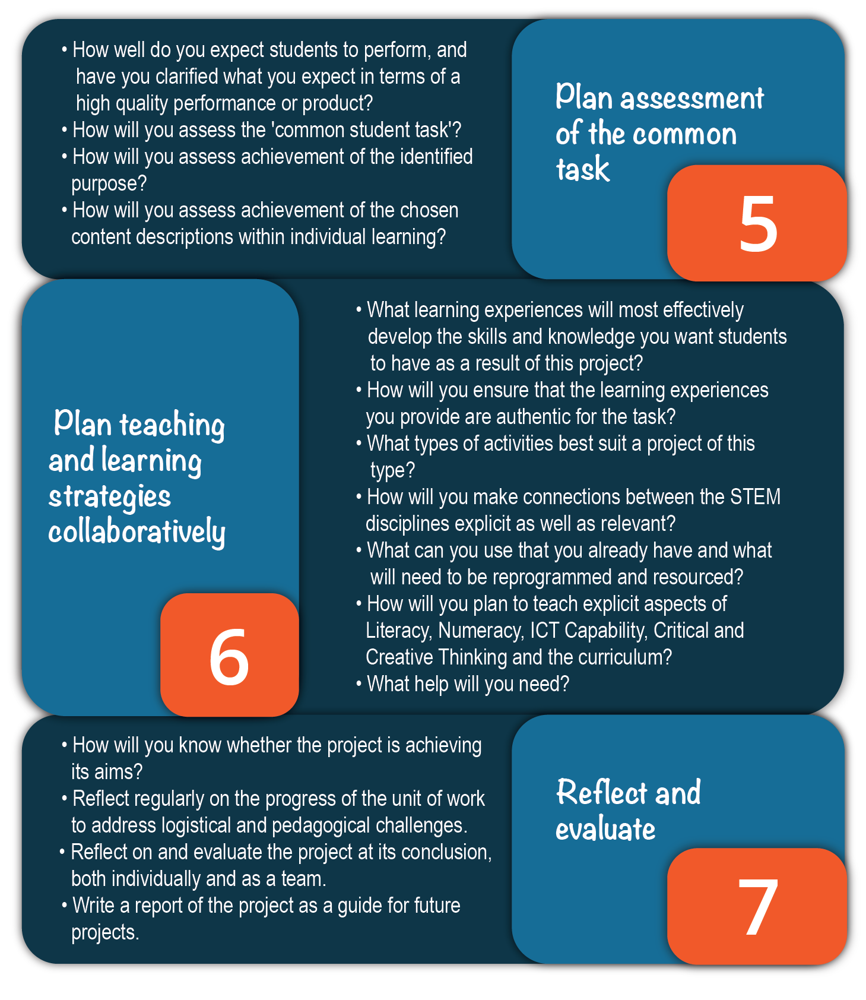 • How well do you expect students to perform, and
have you clarified what you expect in terms of a
high quality performance or product?
• How will you assess the 'common student task'?
• How will you assess achievement of the identified
purpose?
• How will you assess achievement of the chosen
content descriptions within individual learning?
Plan assessment
of the common
task
5
Plan teaching
and learning
strategies
collaboratively
6
• What learning experiences will most effectively
develop the skills and knowledge you want students
to have as a result of this project?
• How will you ensure that the learning experiences
you provide are authentic for the task?
• What types of activities best suit a project of this
type?
• How will you make connections between the STEM
disciplines explicit as well as relevant?
• What can you use that you already have and what
will need to be reprogrammed and resourced?
• How will you plan to teach explicit aspects of
Literacy, Numeracy, ICT Capability, Critical and
Creative Thinking and the curriculum?
• What help will you need?
• How will you know whether the project is achieving
its aims?
• Reflect regularly on the progress of the unit of work
to address logistical and pedagogical challenges.
• Reflect on and evaluate the project at its conclusion,
both individually and as a team.
• Write a report of the project as a guide for future
projects.
Reflect and
evaluate
7